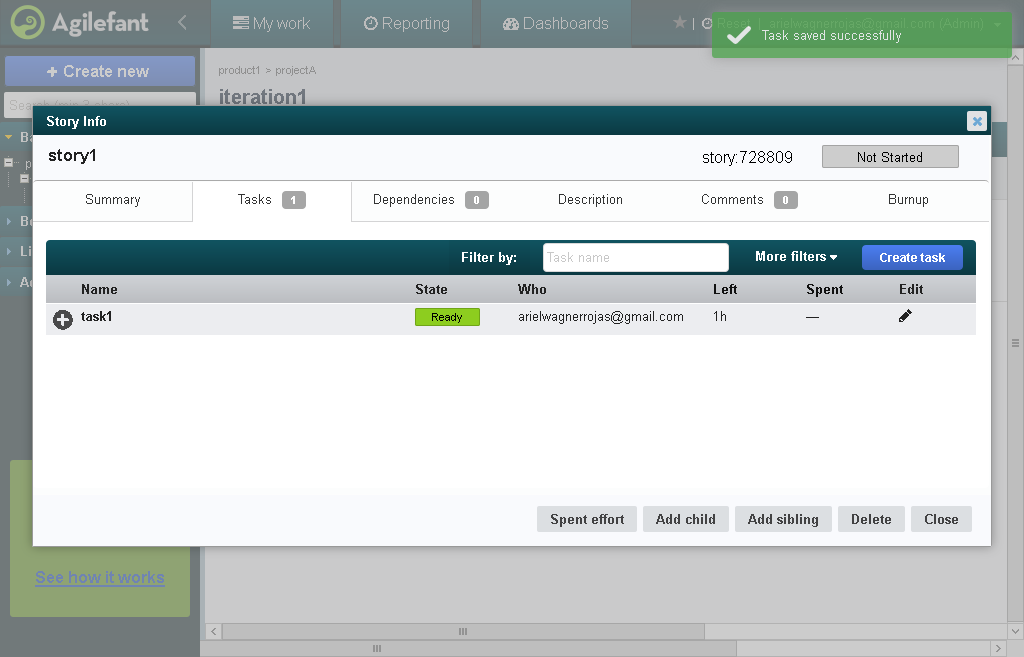 Agilefant
My work
Reporting
Dashboards
Reset | arielwagnerrojas@gmail.com (Admin)
Task saved successfully
+ Create new
product1 > projectA
iteration1
Search (min 3 chars)
Story Info
story1
story:728809
Not Started
Summary
Tasks 1
Dependencies 0
Description
Comments 0
Burnup
Filter by:
Task name
More filters
Create task
Name State Who Left Spent Edit
task1 Ready arielwagnerrojas@gmail.com 1h —
Spent effort
Add child
Add sibling
Delete
Close
See how it works